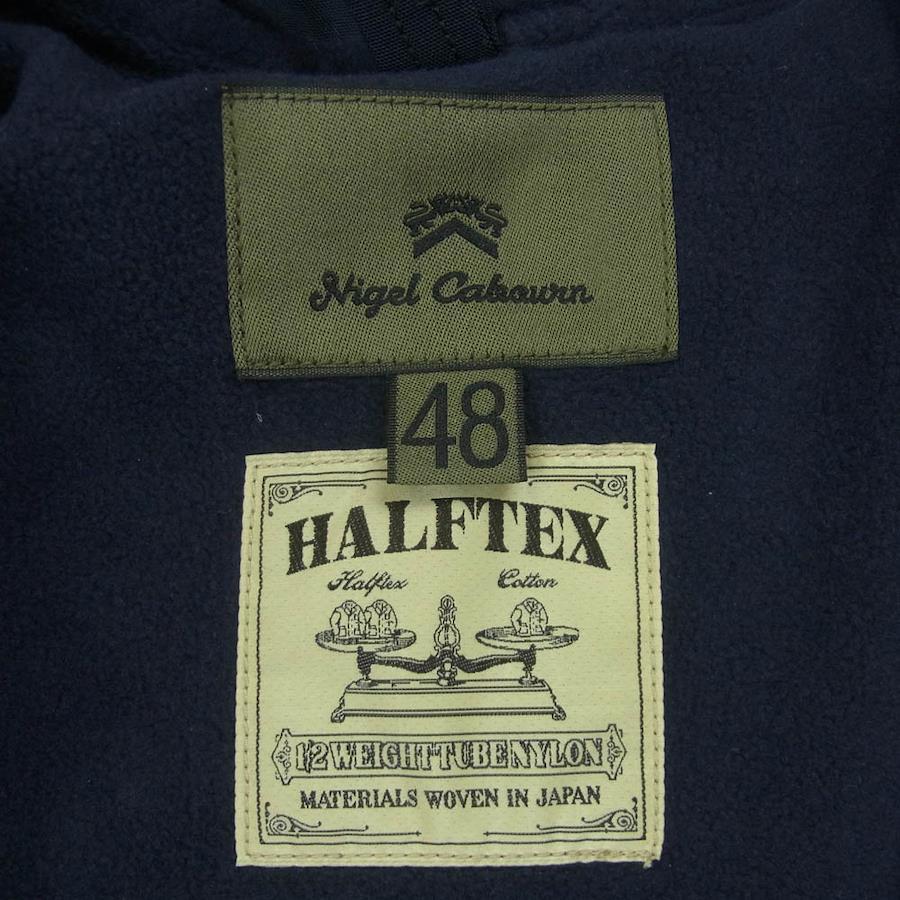 Nigel Cabourn
48
HALFTEX
Halftex Cotton
1/2 WEIGHT TUBE NYLON
MATERIALS WOVEN IN JAPAN